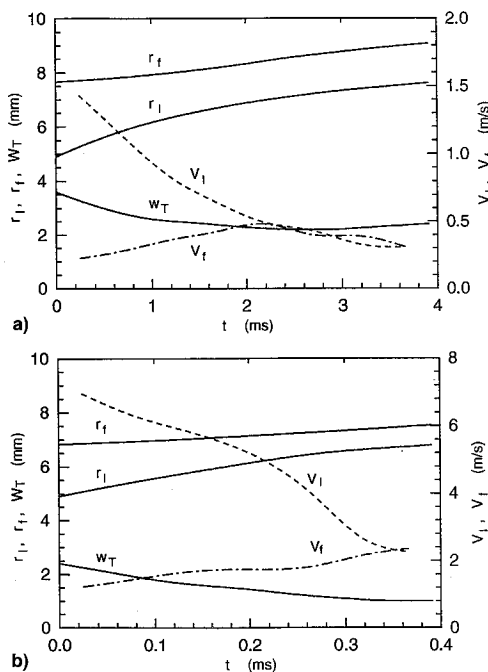 10 2.0
r_f
8
1.5
r_l
6
1.0
4
V_l
w_T
0.5
2
V_f
0 0.0
0 1 2 3 4
r_l, r_f, W_T (mm)
V_l, V_f (m/s)
a) t (ms)
10 8
r_f
8
6
r_l
6
V_l
4
4
w_T
V_f
2
2
0 0
0.0 0.1 0.2 0.3 0.4
r_l, r_f, W_T (mm)
V_l, V_f (m/s)
b) t (ms)